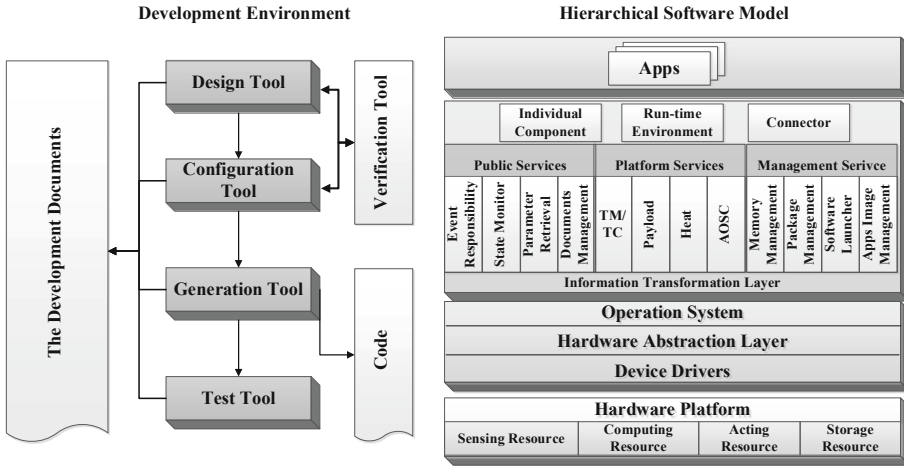 Development Environment
Hierarchical Software Model
The Development Documents
Design Tool
Configuration
Tool
Generation Tool
Test Tool
Verification Tool
Code
Apps
Individual
Component
Run-time
Environment
Connector
Public Services
Platform Services
Management Serivce
Event
Responsibility
State Monitor
Parameter
Retrieval
Documents
Management
TM/
TC
Payload
Heat
AOSC
Memory
Management
Package
Management
Software
Launcher
Apps Image
Management
Information Transformation Layer
Operation System
Hardware Abstraction Layer
Device Drivers
Hardware Platform
Sensing Resource
Computing
Resource
Acting
Resource
Storage
Resource